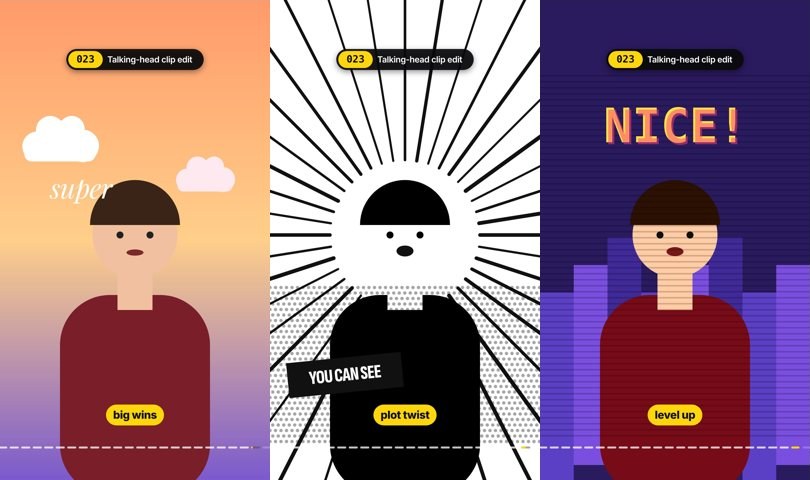 023 Talking-head clip edit
super
big wins
023 Talking-head clip edit
YOU CAN SEE
plot twist
023 Talking-head clip edit
NICE!
level up